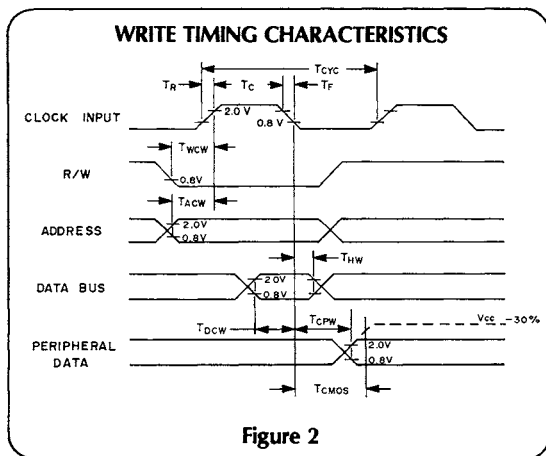 WRITE TIMING CHARACTERISTICS
TCYC
TR
TC
TF
CLOCK INPUT
2.0 V
0.8V
TWCW
R/W
0.8V
TACW
ADDRESS
2.0V
0.8V
THW
DATA BUS
2.0V
0.8V
TDCW
TCPW
Vcc -30%
PERIPHERAL
DATA
2.0V
0.8V
TCMOS
Figure 2